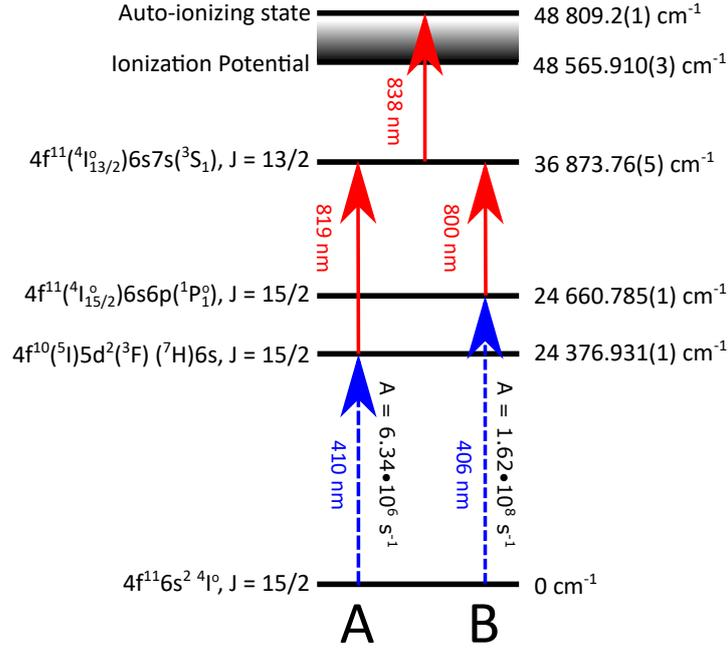 Auto-ionizing state 48 809.2(1) cm⁻¹
Ionization Potential 48 565.910(3) cm⁻¹
838 nm
4f¹¹(⁴I°₁₃/₂)6s7s(³S₁), J = 13/2 36 873.76(5) cm⁻¹
819 nm 800 nm
4f¹¹(⁴I°₁₅/₂)6s6p(¹P°₁), J = 15/2 24 660.785(1) cm⁻¹
4f¹⁰(⁵I)5d²(³F) (⁷H)6s, J = 15/2 24 376.931(1) cm⁻¹
410 nm A = 6.34•10⁶ s⁻¹ 406 nm A = 1.62•10⁸ s⁻¹
4f¹¹6s² ⁴I°, J = 15/2 0 cm⁻¹
A B